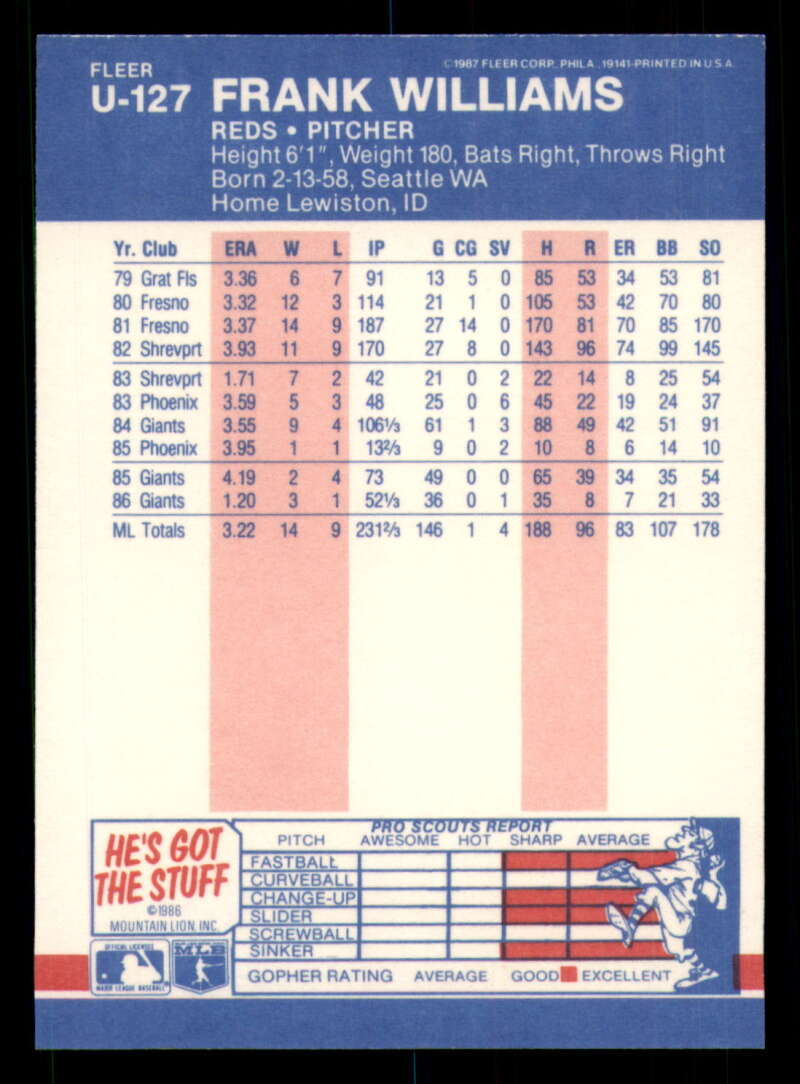 ©1987 FLEER CORP., PHILA., 19141-PRINTED IN U.S.A.
FLEER
U-127 FRANK WILLIAMS
REDS • PITCHER
Height 6'1", Weight 180, Bats Right, Throws Right
Born 2-13-58, Seattle WA
Home Lewiston, ID
Yr. Club ERA W L IP G CG SV H R ER BB SO
79 Grat Fls 3.36 6 7 91 13 5 0 85 53 34 53 81
80 Fresno 3.32 12 3 114 21 1 0 105 53 42 70 80
81 Fresno 3.37 14 9 187 27 14 0 170 81 70 85 170
82 Shrevprt 3.93 11 9 170 27 8 0 143 96 74 99 145
83 Shrevprt 1.71 7 2 42 21 0 2 22 14 8 25 54
83 Phoenix 3.59 5 3 48 25 0 6 45 22 19 24 37
84 Giants 3.55 9 4 106⅓ 61 1 3 88 49 42 51 91
85 Phoenix 3.95 1 1 13⅔ 9 0 2 10 8 6 14 10
85 Giants 4.19 2 4 73 49 0 0 65 39 34 35 54
86 Giants 1.20 3 1 52⅓ 36 0 1 35 8 7 21 33
ML Totals 3.22 14 9 231⅔ 146 1 4 188 96 83 107 178
HE'S GOT
THE STUFF
©1986
MOUNTAIN LION, INC.
OFFICIAL LICENSEE
MAJOR LEAGUE BASEBALL
MLB
PRO SCOUTS REPORT
PITCH AWESOME HOT SHARP AVERAGE
FASTBALL
CURVEBALL
CHANGE-UP
SLIDER
SCREWBALL
SINKER
GOPHER RATING AVERAGE GOOD EXCELLENT